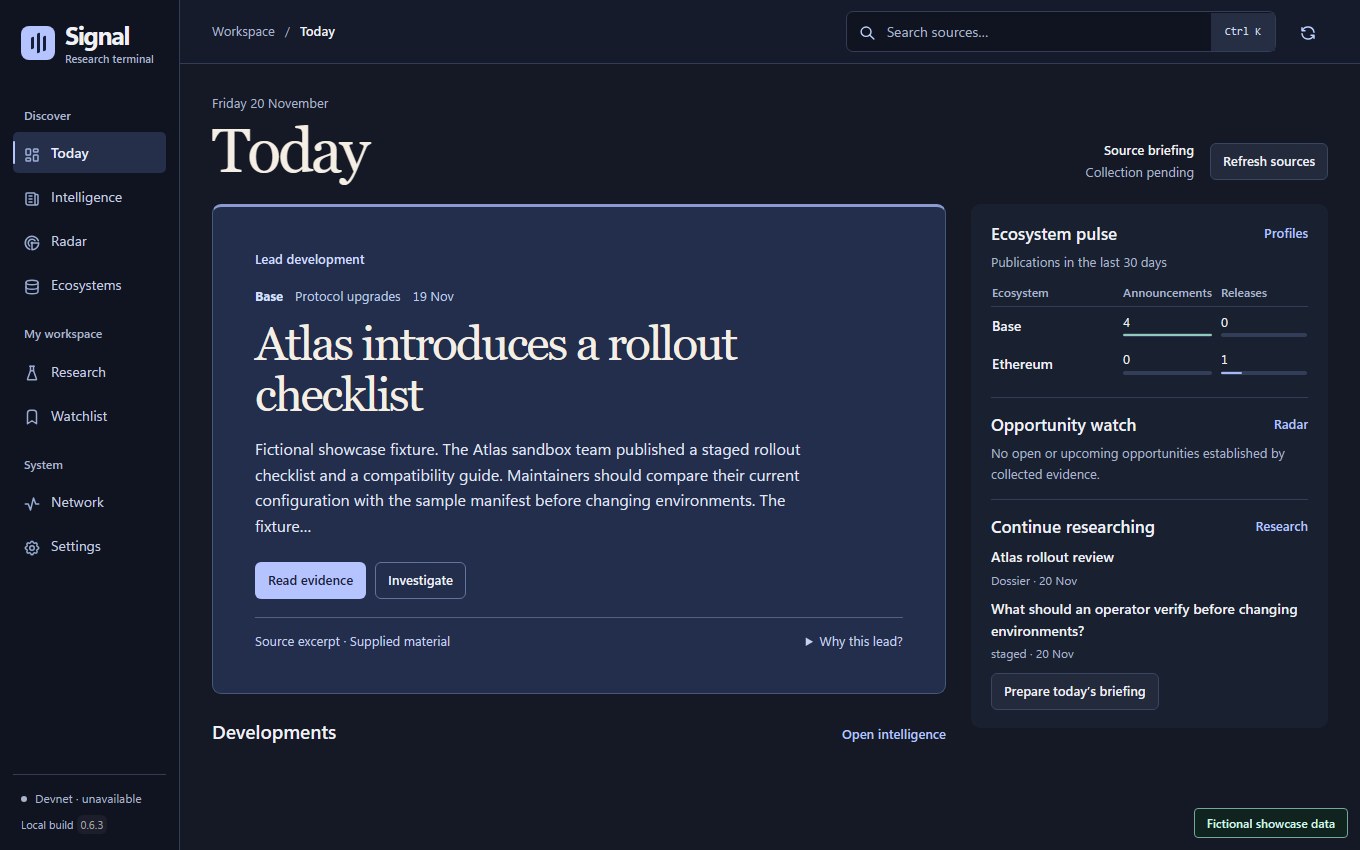 Signal
Research terminal
Discover
Today
Intelligence
Radar
Ecosystems
My workspace
Research
Watchlist
System
Network
Settings
Devnet · unavailable
Local build 0.6.3
Workspace / Today
Search sources...
Ctrl K
Friday 20 November
Today
Source briefing
Collection pending
Refresh sources
Lead development
Base Protocol upgrades 19 Nov
Atlas introduces a rollout
checklist
Fictional showcase fixture. The Atlas sandbox team published a staged rollout
checklist and a compatibility guide. Maintainers should compare their current
configuration with the sample manifest before changing environments. The
fixture...
Read evidence
Investigate
Source excerpt · Supplied material
Why this lead?
Developments
Open intelligence
Ecosystem pulse
Profiles
Publications in the last 30 days
Ecosystem Announcements Releases
Base 4 0
Ethereum 0 1
Opportunity watch
Radar
No open or upcoming opportunities established by
collected evidence.
Continue researching
Research
Atlas rollout review
Dossier · 20 Nov
What should an operator verify before changing
environments?
staged · 20 Nov
Prepare today's briefing
Fictional showcase data